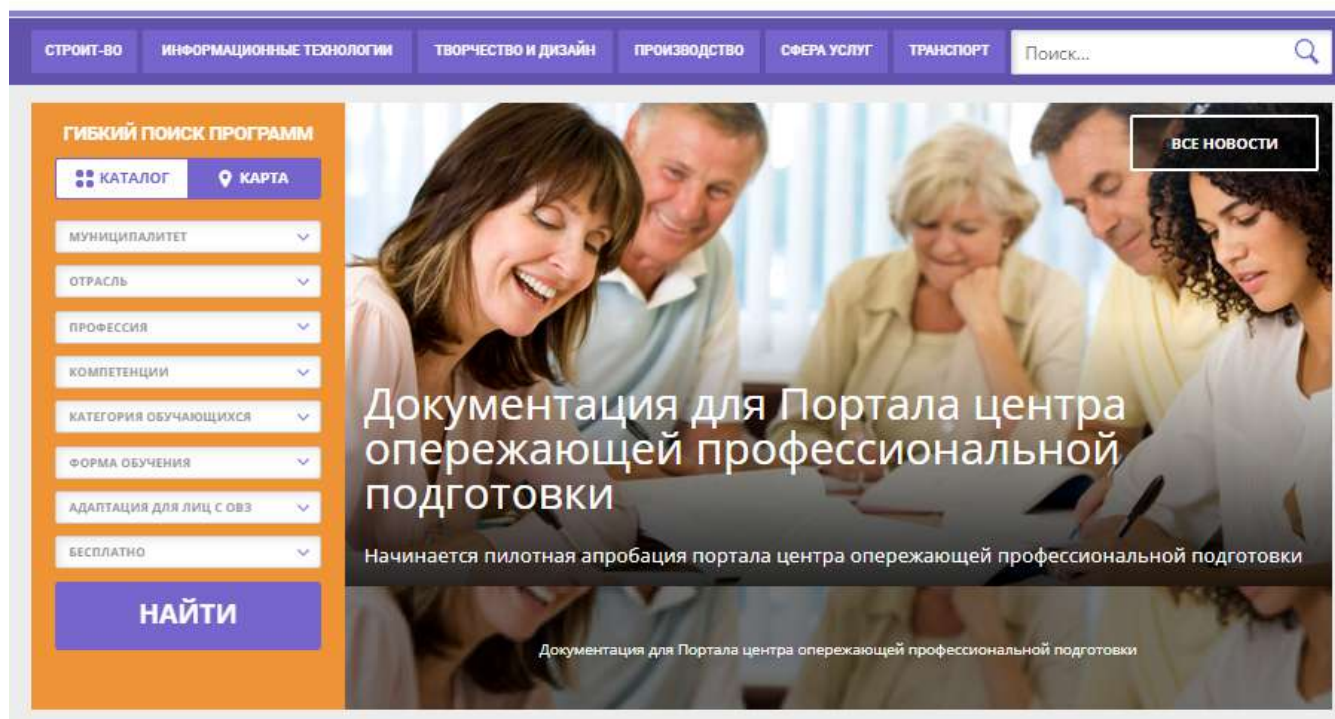 СТРОИТ-ВО
ИНФОРМАЦИОННЫЕ ТЕХНОЛОГИИ
ТВОРЧЕСТВО И ДИЗАЙН
ПРОИЗВОДСТВО
СФЕРА УСЛУГ
ТРАНСПОРТ
Поиск...
ГИБКИЙ ПОИСК ПРОГРАММ
КАТАЛОГ
КАРТА
МУНИЦИПАЛИТЕТ
ОТРАСЛЬ
ПРОФЕССИЯ
КОМПЕТЕНЦИИ
КАТЕГОРИЯ ОБУЧАЮЩИХСЯ
ФОРМА ОБУЧЕНИЯ
АДАПТАЦИЯ ДЛЯ ЛИЦ С ОВЗ
БЕСПЛАТНО
НАЙТИ
ВСЕ НОВОСТИ
Документация для Портала центра
опережающей профессиональной
подготовки
Начинается пилотная апробация портала центра опережающей профессиональной подготовки
Документация для Портала центра опережающей профессиональной подготовки